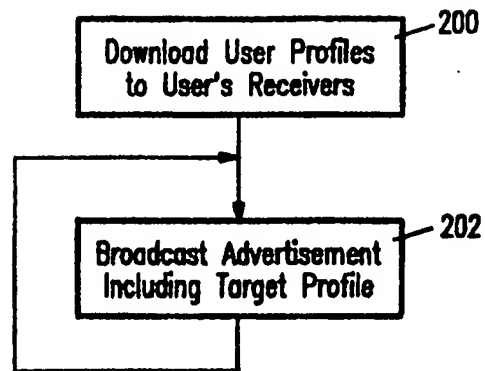 200
Download User Profiles
to User's Receivers
202
Broadcast Advertisement
Including Target Profile